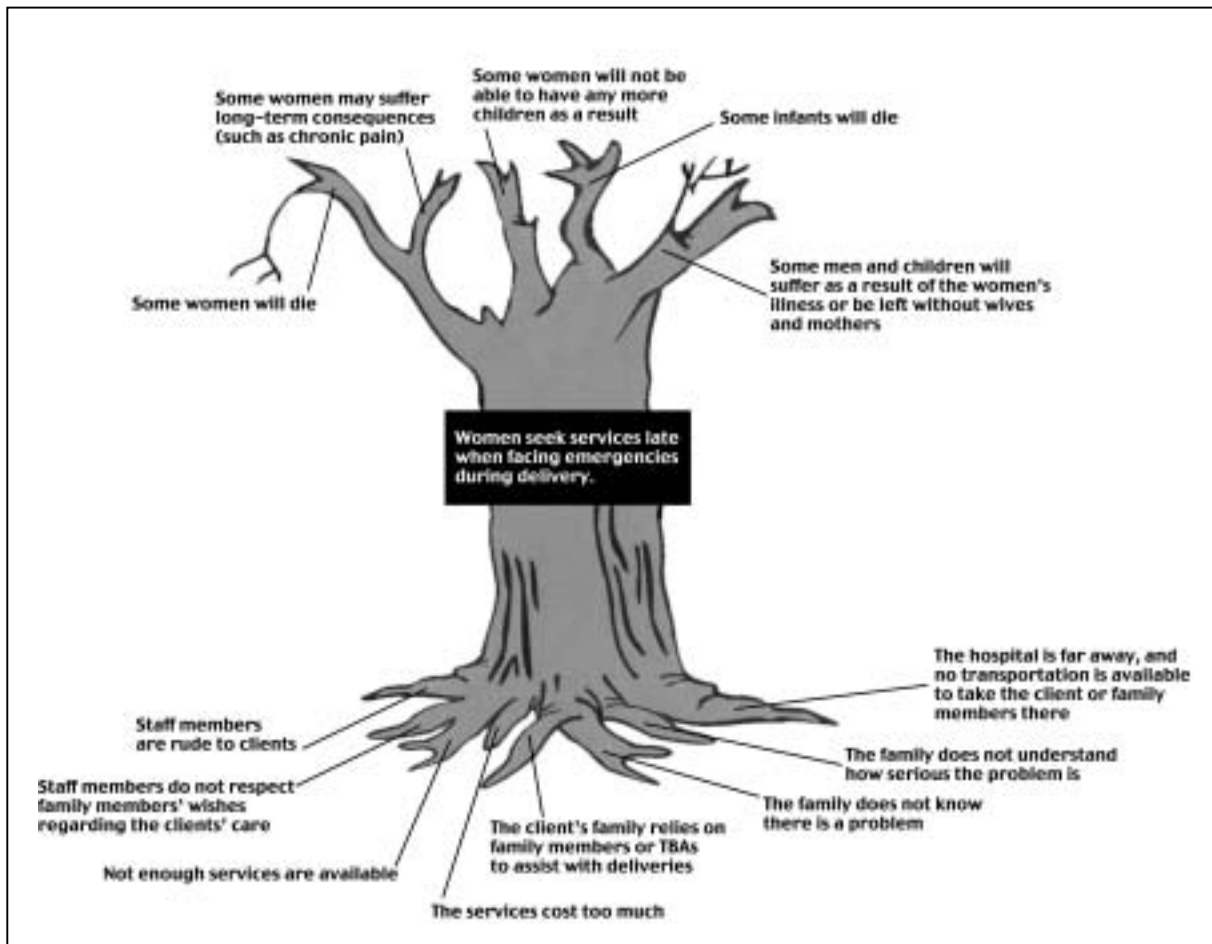 Some women may suffer
long-term consequences
(such as chronic pain)
Some women will not be
able to have any more
children as a result
Some infants will die
Some women will die
Some men and children will
suffer as a result of the women's
illness or be left without wives
and mothers
Women seek services late
when facing emergencies
during delivery.
Staff members
are rude to clients
Staff members do not respect
family members' wishes
regarding the clients' care
Not enough services are available
The services cost too much
The client's family relies on
family members or TBAs
to assist with deliveries
The family does not know
there is a problem
The family does not understand
how serious the problem is
The hospital is far away, and
no transportation is available
to take the client or family
members there